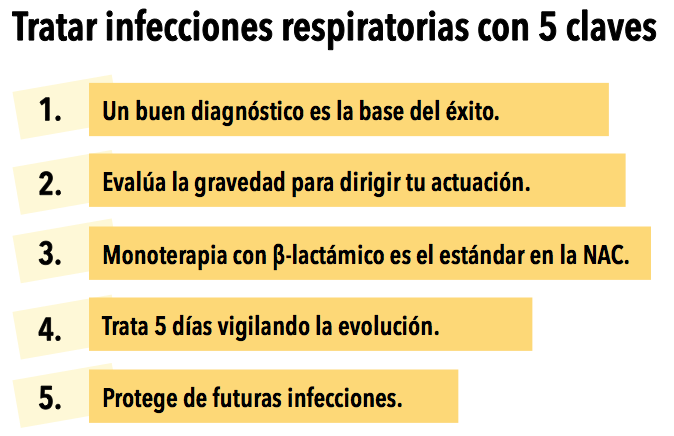 Tratar infecciones respiratorias con 5 claves
1. Un buen diagnóstico es la base del éxito.
2. Evalúa la gravedad para dirigir tu actuación.
3. Monoterapia con β-lactámico es el estándar en la NAC.
4. Trata 5 días vigilando la evolución.
5. Protege de futuras infecciones.